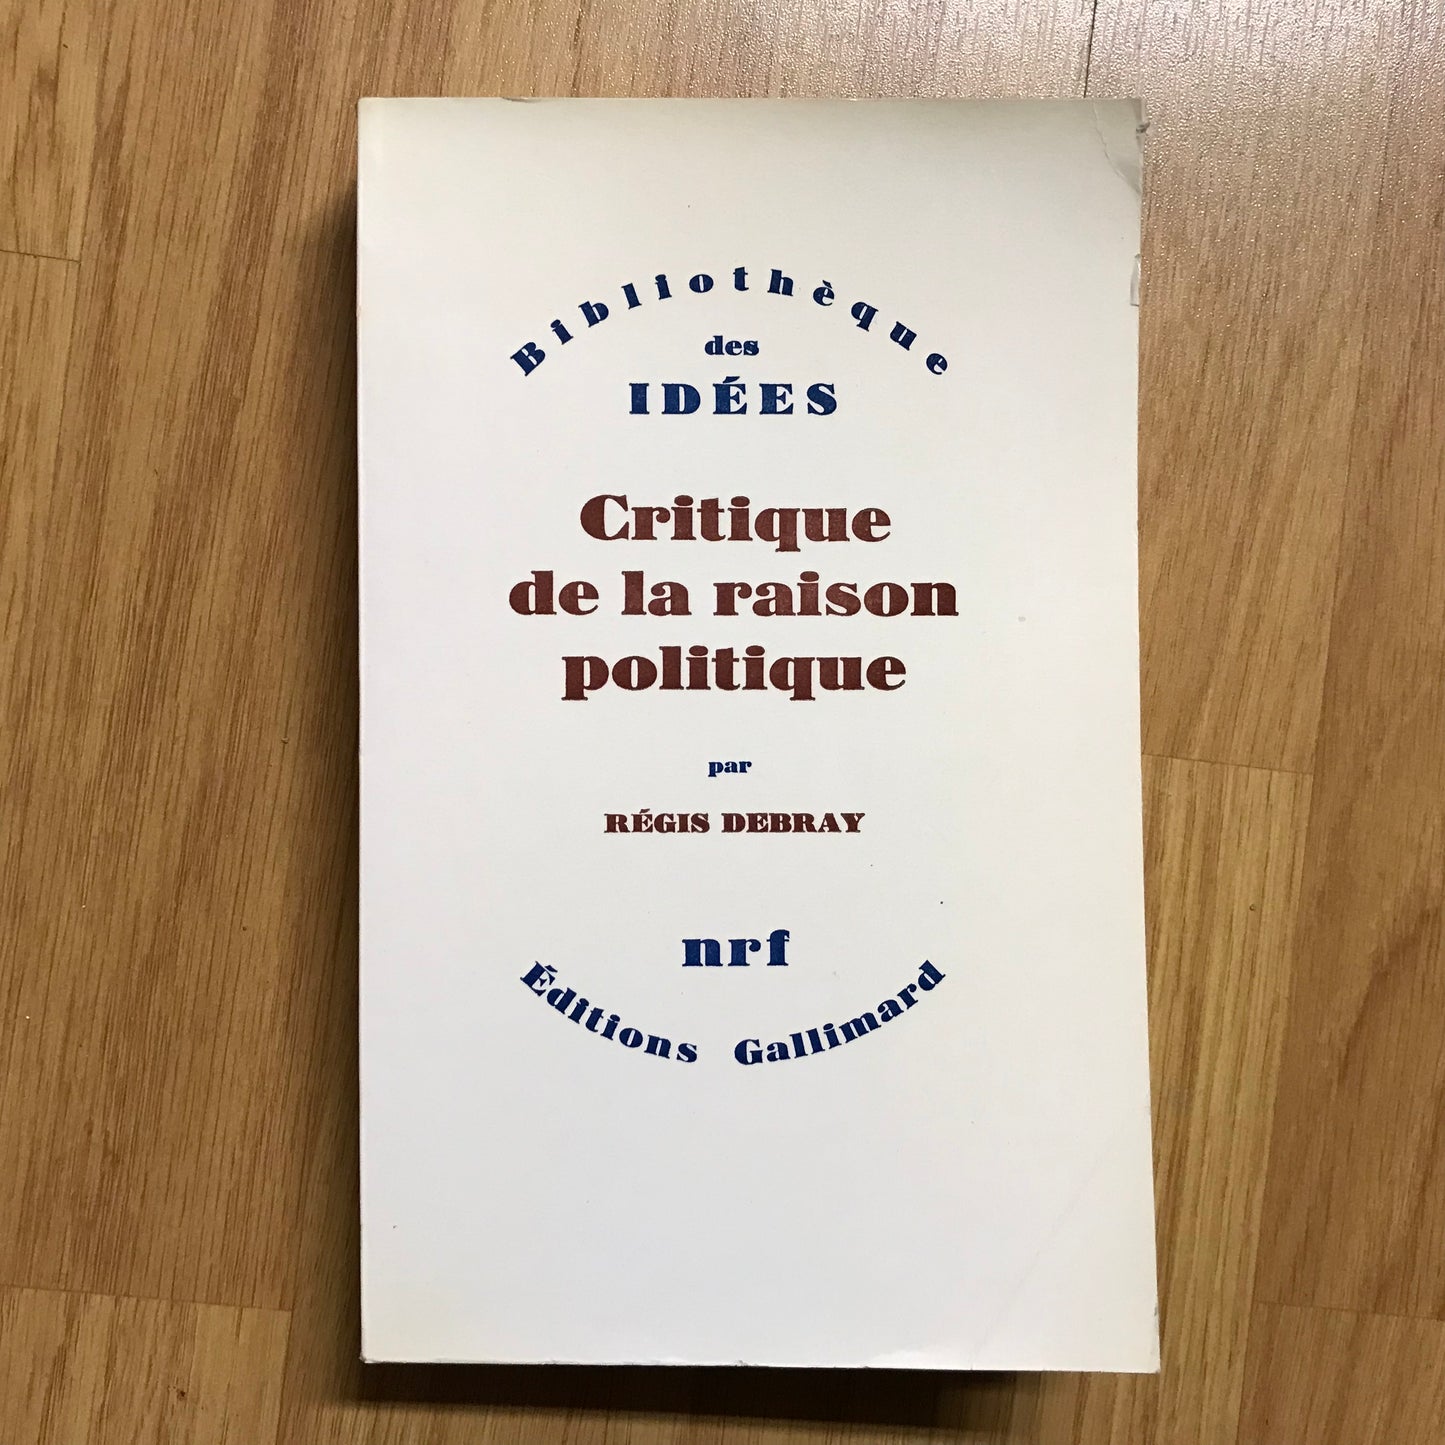 Bibliothèque
des
IDÉES
Critique
de la raison
politique
par
RÉGIS DEBRAY
nrf
Éditions Gallimard